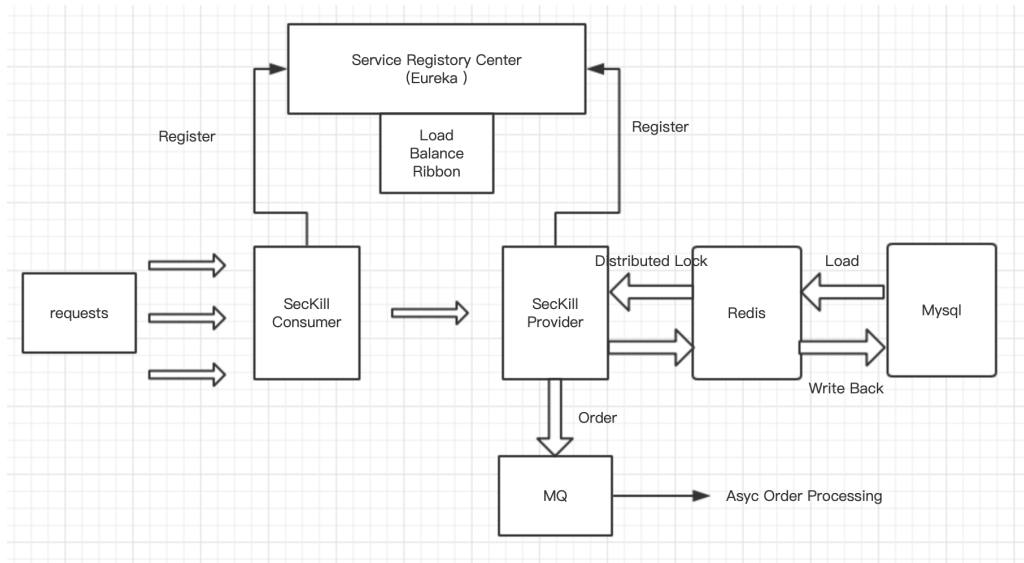 Service Registory Center
(Eureka )
Register
Load
Balance
Ribbon
Register
requests
SecKill
Consumer
SecKill
Provider
Distributed Lock
Redis
Load
Mysql
Write Back
Order
MQ
Asyc Order Processing